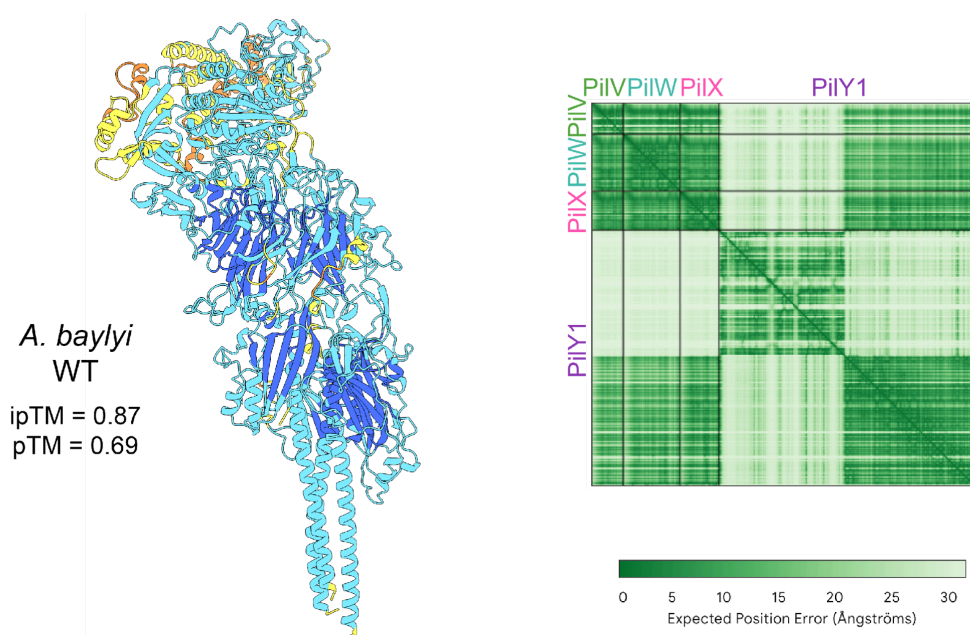 PilV PilW PilX PilY1
PilV
PilW
PilX
PilY1
A. baylyi
WT
ipTM = 0.87
pTM = 0.69
0 5 10 15 20 25 30
Expected Position Error (Ångströms)